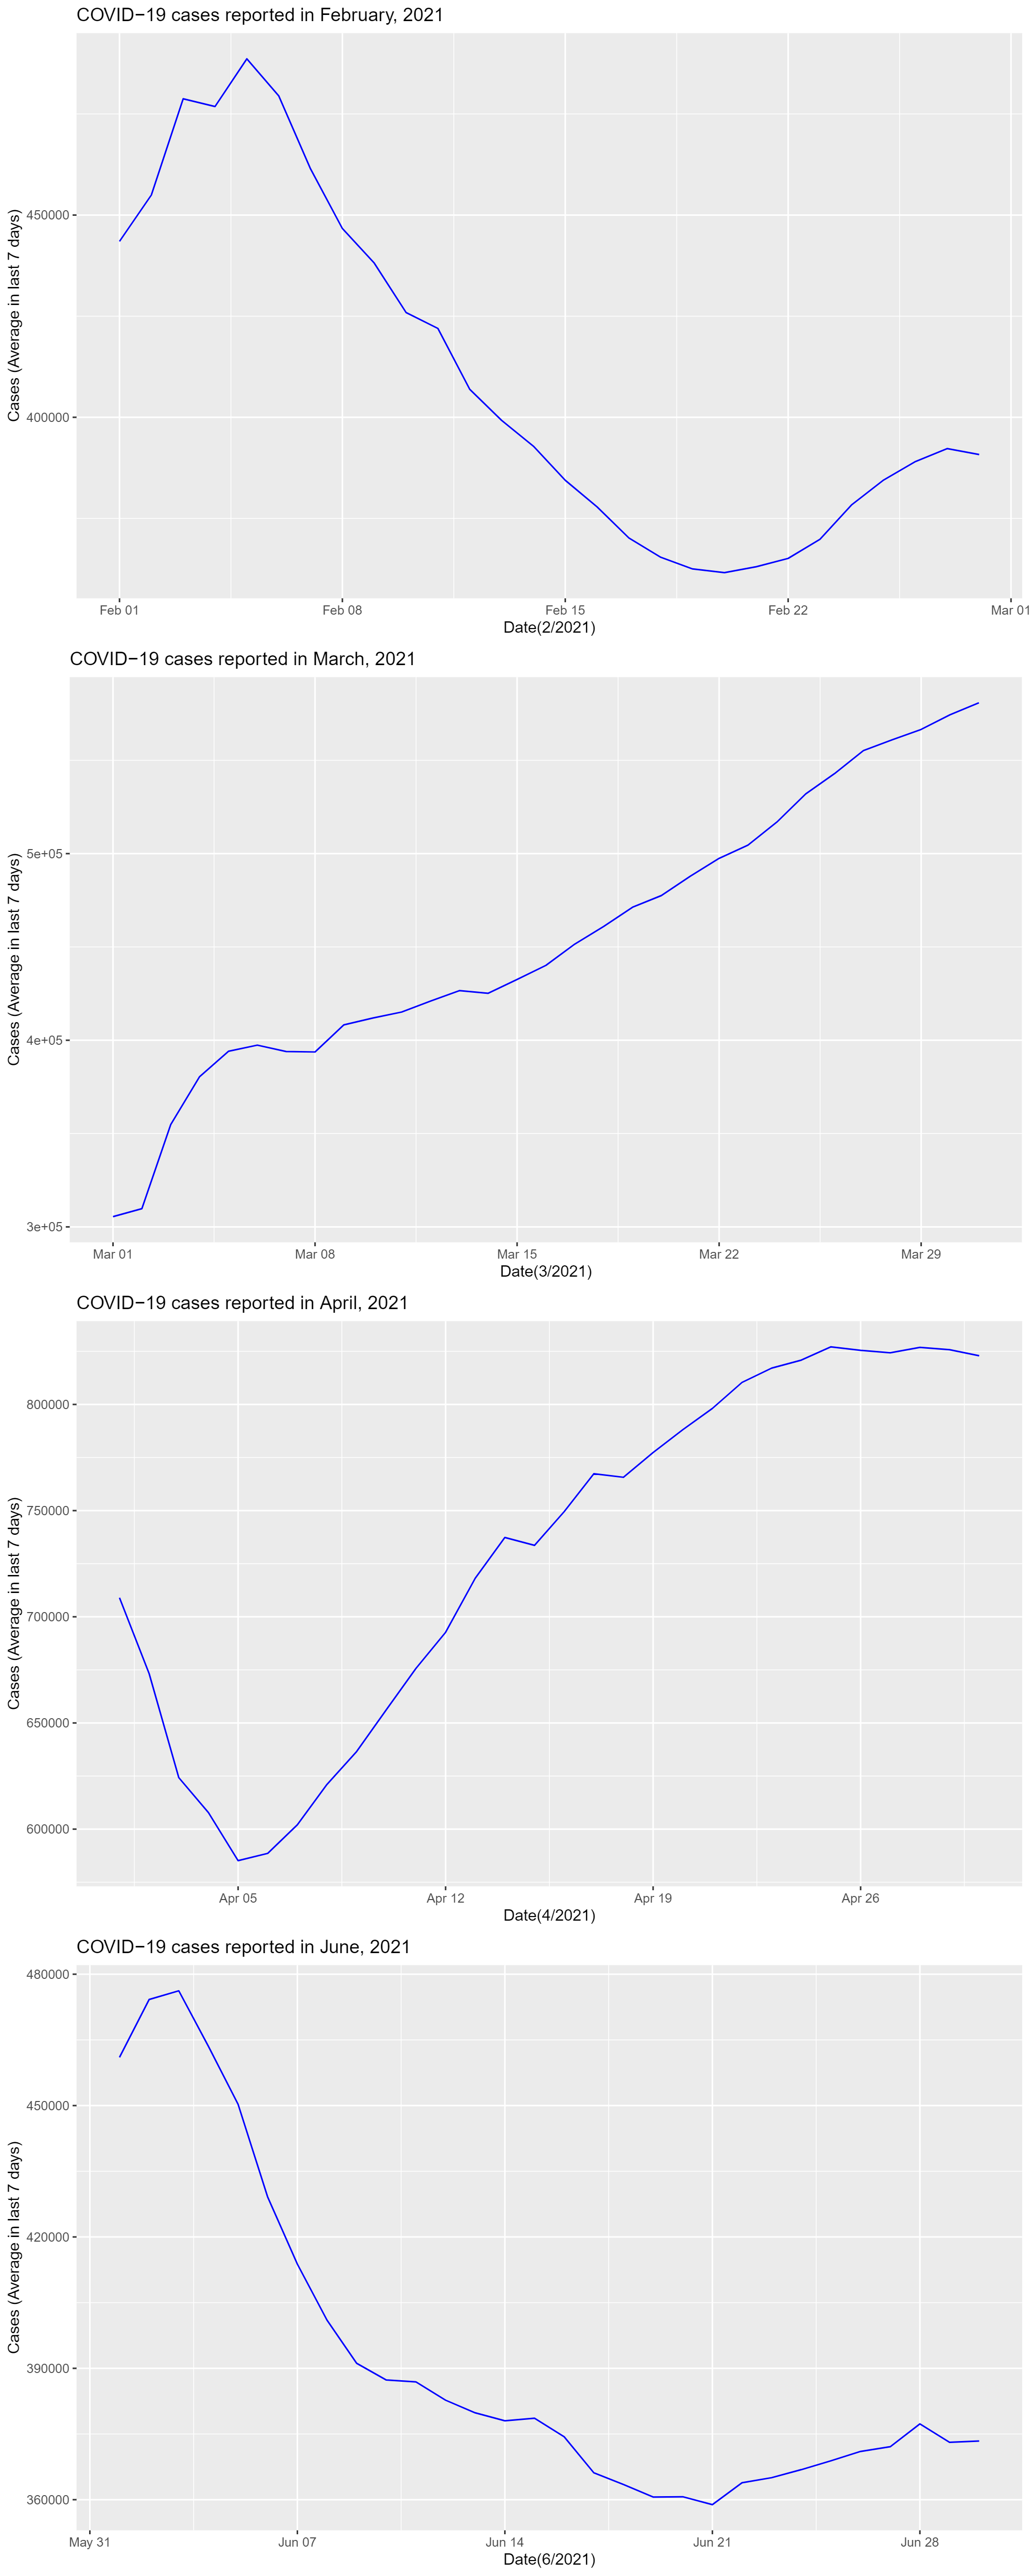 COVID−19 cases reported in February, 2021
Cases (Average in last 7 days)
450000
400000
Feb 01 Feb 08 Feb 15 Feb 22 Mar 01
Date(2/2021)
COVID−19 cases reported in March, 2021
Cases (Average in last 7 days)
5e+05
4e+05
3e+05
Mar 01 Mar 08 Mar 15 Mar 22 Mar 29
Date(3/2021)
COVID−19 cases reported in April, 2021
Cases (Average in last 7 days)
800000
750000
700000
650000
600000
Apr 05 Apr 12 Apr 19 Apr 26
Date(4/2021)
COVID−19 cases reported in June, 2021
Cases (Average in last 7 days)
480000
450000
420000
390000
360000
May 31 Jun 07 Jun 14 Jun 21 Jun 28
Date(6/2021)